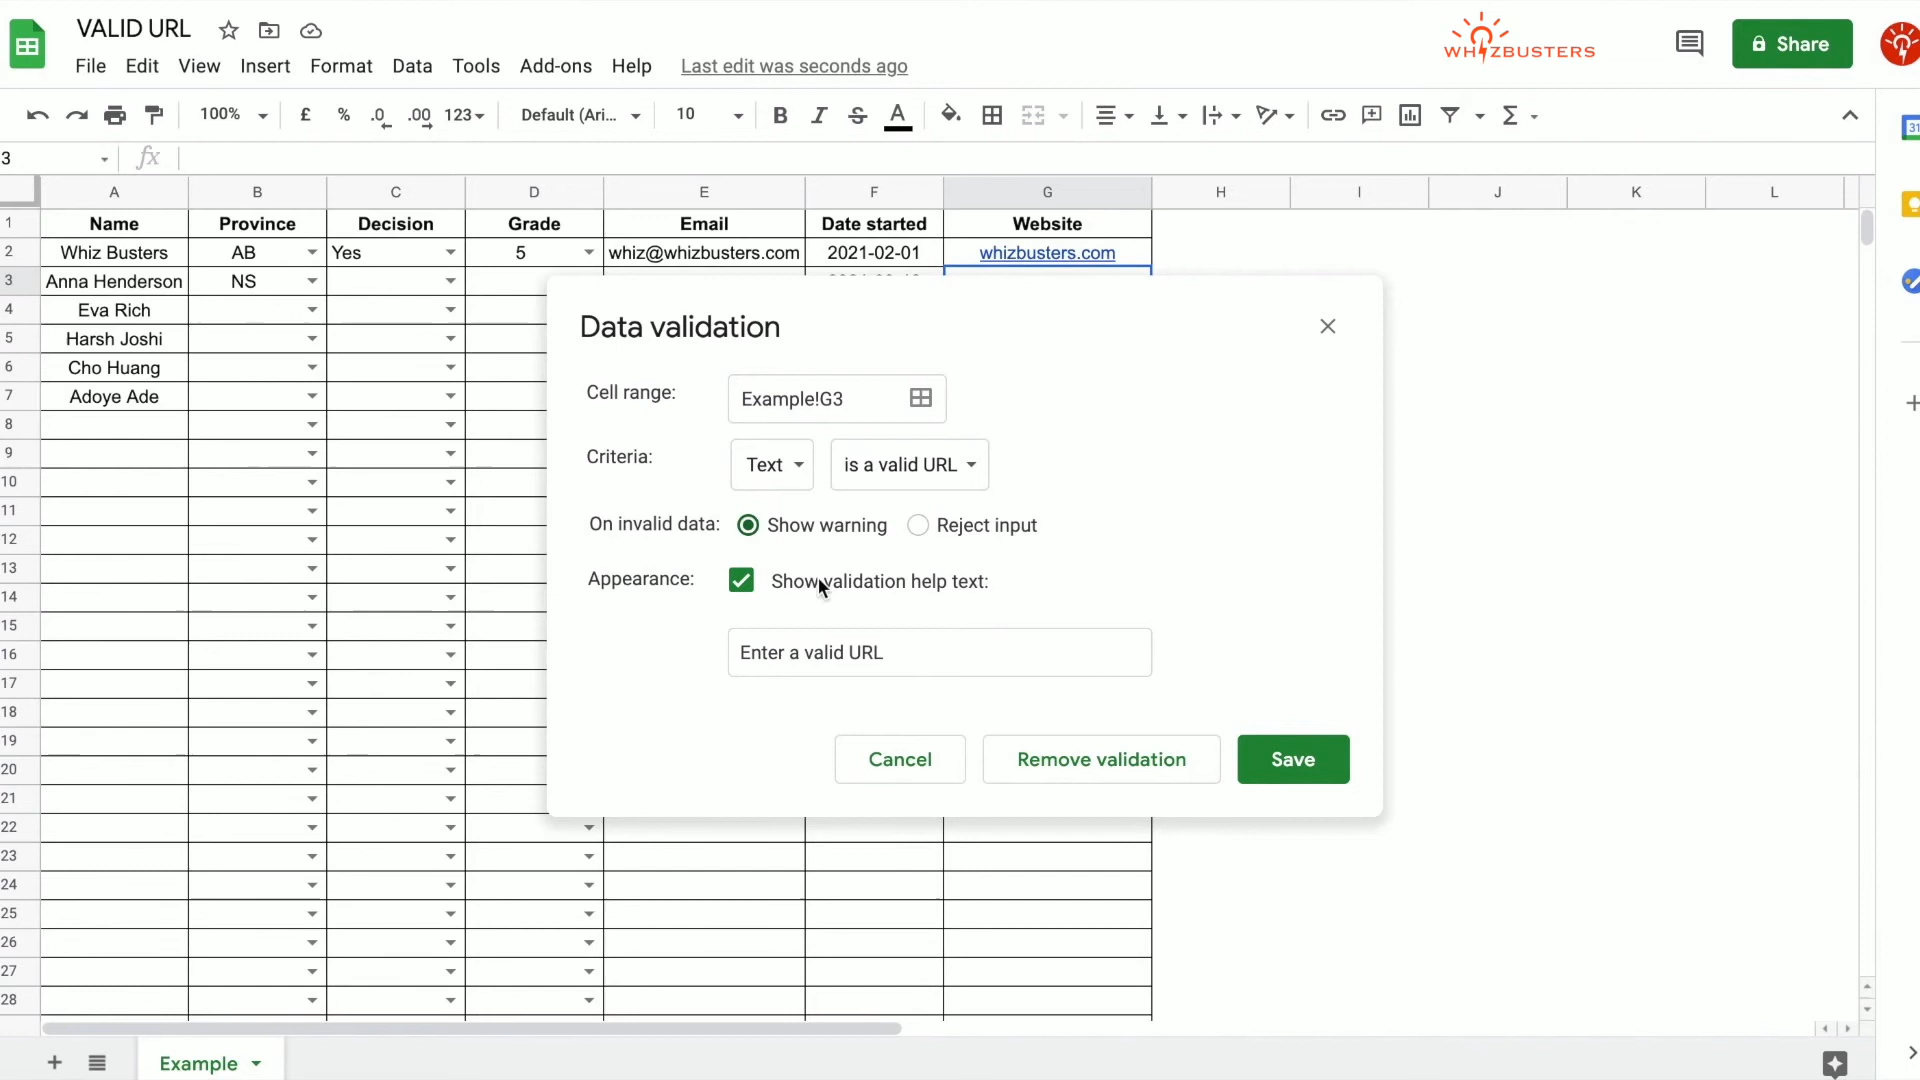 VALID URL
WHIZBUSTERS
Share
File Edit View Insert Format Data Tools Add-ons Help Last edit was seconds ago
100% £ % .0 .00 123 Default (Ari... 10 B I S A
3 fx
A B C D E F G H I J K L
1 Name Province Decision Grade Email Date started Website
2 Whiz Busters AB Yes 5 whiz@whizbusters.com 2021-02-01 whizbusters.com
3 Anna Henderson NS
4 Eva Rich
5 Harsh Joshi
6 Cho Huang
7 Adoye Ade
8
9
10
11
12
13
14
15
16
17
18
19
20
21
22
23
24
25
26
27
28
Data validation
Cell range: Example!G3
Criteria: Text is a valid URL
On invalid data: Show warning Reject input
Appearance: Show validation help text:
Enter a valid URL
Cancel Remove validation Save
Example
31